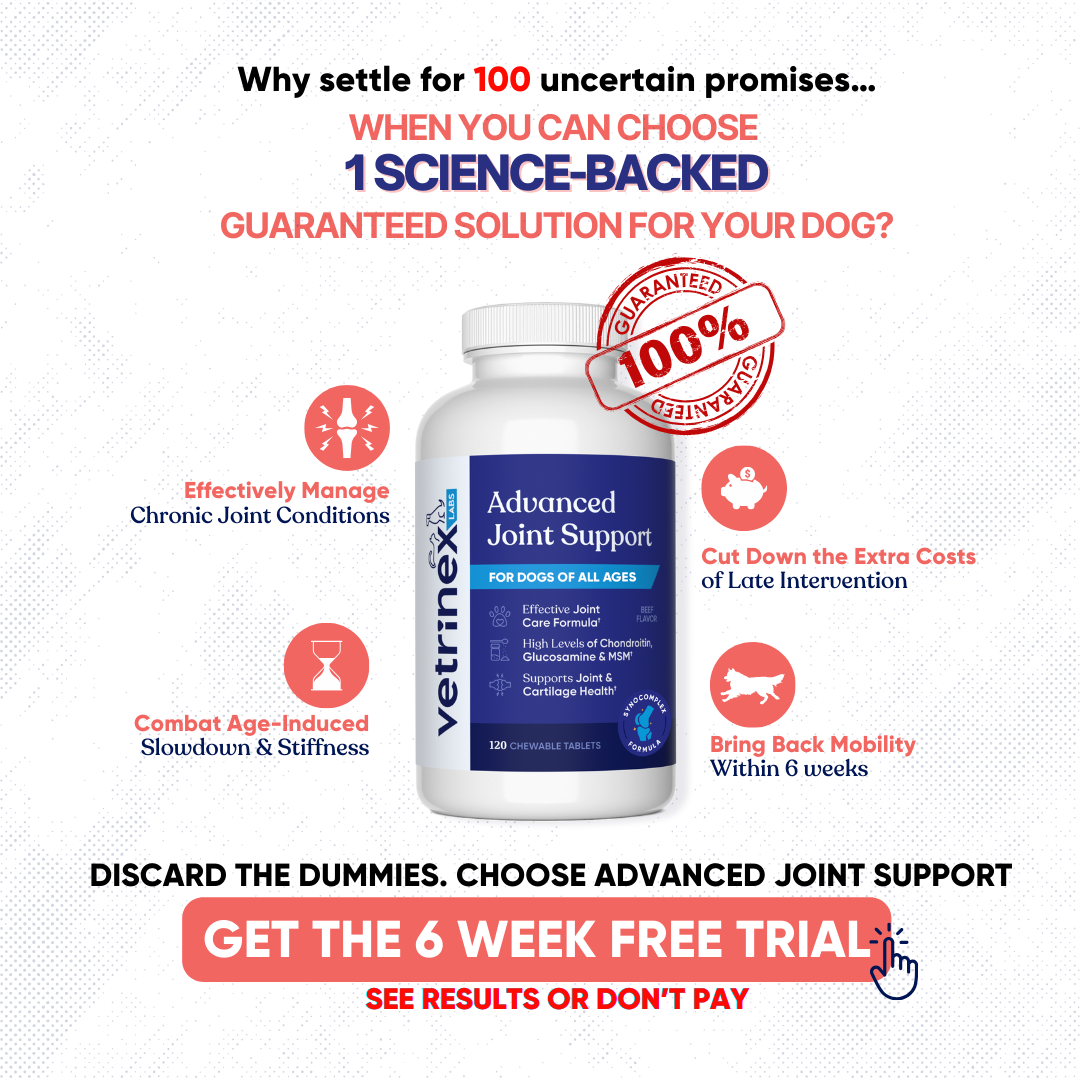 Why settle for 100 uncertain promises...
WHEN YOU CAN CHOOSE
1 SCIENCE-BACKED
GUARANTEED SOLUTION FOR YOUR DOG?
GUARANTEED
100%
GUARANTEED
Effectively Manage
Chronic Joint Conditions
Combat Age-Induced
Slowdown & Stiffness
vetrinex
LABS
Advanced
Joint Support
FOR DOGS OF ALL AGES
Effective Joint
Care Formula†
BEEF
FLAVOR
High Levels of Chondroitin,
Glucosamine & MSM†
Supports Joint &
Cartilage Health†
SYNOCOMPLEX
FORMULA
120 CHEWABLE TABLETS
$
Cut Down the Extra Costs
of Late Intervention
Bring Back Mobility
Within 6 weeks
DISCARD THE DUMMIES. CHOOSE ADVANCED JOINT SUPPORT
GET THE 6 WEEK FREE TRIAL
SEE RESULTS OR DON'T PAY